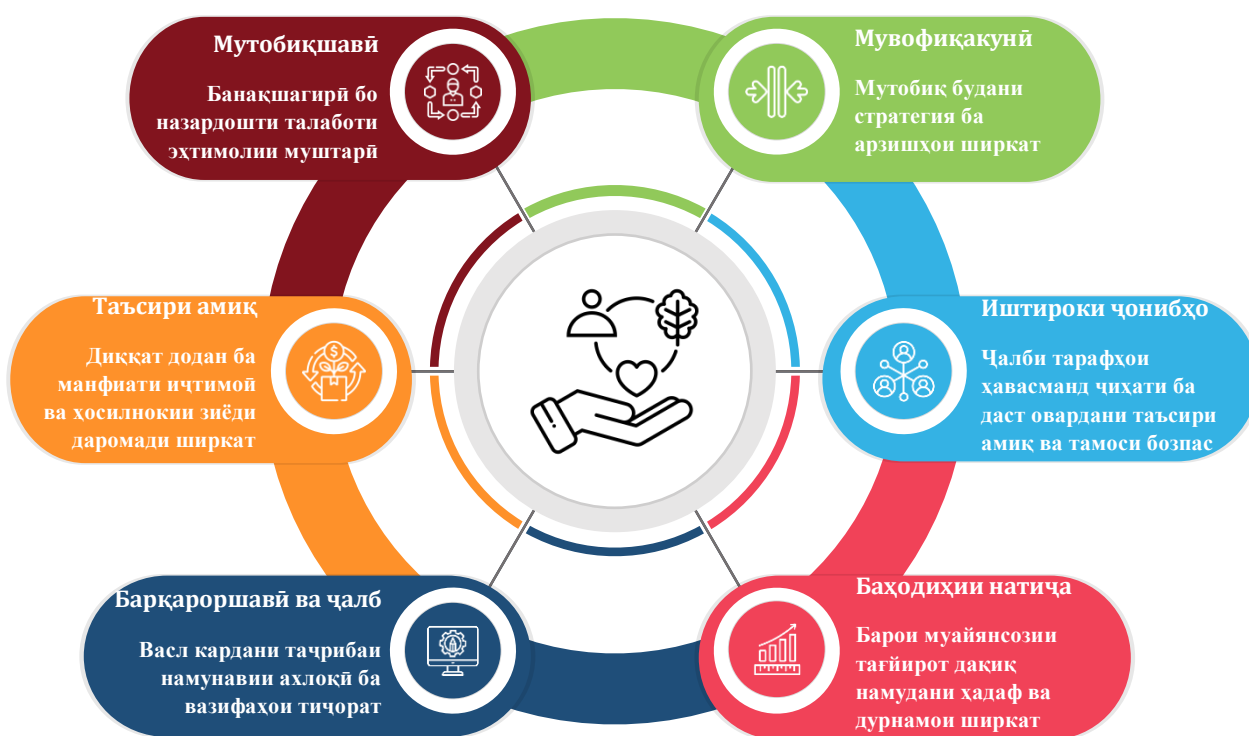 Мутобиқшавӣ
Банақшагирӣ бо
назардошти талаботи
эҳтимолии муштарӣ
Мувофиқакунӣ
Мутобиқ будани
стратегия ба
арзишҳои ширкат
Таъсири амиқ
Диққат додан ба
манфиати иҷтимоӣ
ва ҳосилнокии зиёди
даромади ширкат
Иштироки ҷонибҳо
Ҷалби тарафҳои
ҳавасманд ҷиҳати ба
даст овардани таъсири
амиқ ва тамоси бозпас
Барқароршавӣ ва ҷалб
Васл кардани таҷрибаи
намунавии ахлоқӣ ба
вазифаҳои тиҷорат
Баҳодиҳии натиҷа
Барои муайянсозии
тағйирот дақиқ
намудани ҳадаф ва
дурнамои ширкат